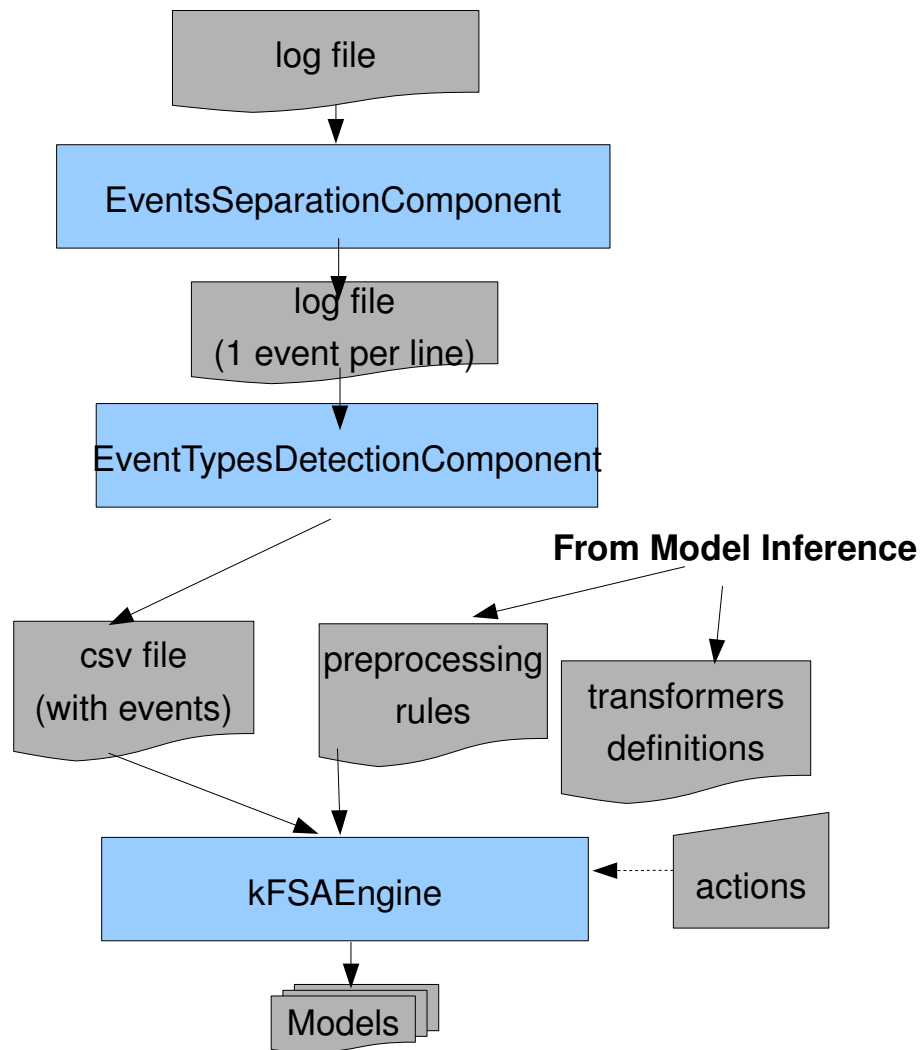 log file
EventsSeparationComponent
log file
(1 event per line)
EventTypesDetectionComponent
From Model Inference
csv file
(with events)
preprocessing
rules
transformers
definitions
kFSAEngine
actions
Models